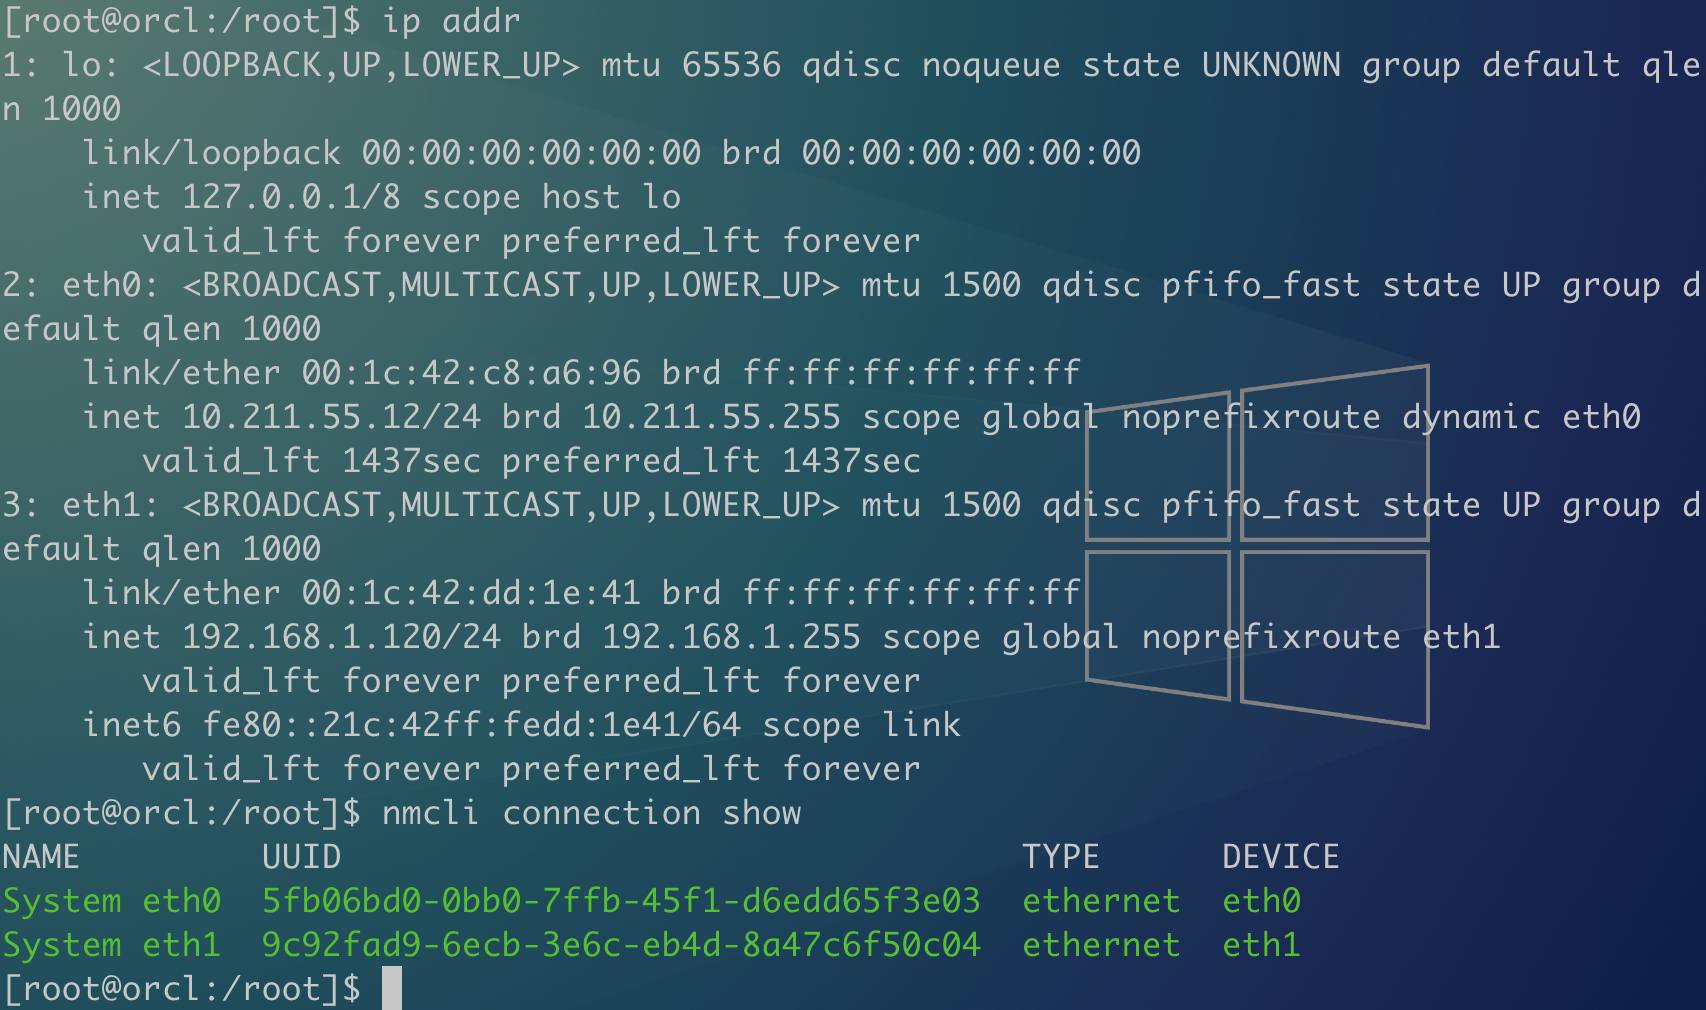 [root@orcl:/root]$ ip addr
1: lo: <LOOPBACK,UP,LOWER_UP> mtu 65536 qdisc noqueue state UNKNOWN group default qle
n 1000
    link/loopback 00:00:00:00:00:00 brd 00:00:00:00:00:00
    inet 127.0.0.1/8 scope host lo
       valid_lft forever preferred_lft forever
2: eth0: <BROADCAST,MULTICAST,UP,LOWER_UP> mtu 1500 qdisc pfifo_fast state UP group d
efault qlen 1000
    link/ether 00:1c:42:c8:a6:96 brd ff:ff:ff:ff:ff:ff
    inet 10.211.55.12/24 brd 10.211.55.255 scope global noprefixroute dynamic eth0
       valid_lft 1437sec preferred_lft 1437sec
3: eth1: <BROADCAST,MULTICAST,UP,LOWER_UP> mtu 1500 qdisc pfifo_fast state UP group d
efault qlen 1000
    link/ether 00:1c:42:dd:1e:41 brd ff:ff:ff:ff:ff:ff
    inet 192.168.1.120/24 brd 192.168.1.255 scope global noprefixroute eth1
       valid_lft forever preferred_lft forever
    inet6 fe80::21c:42ff:fedd:1e41/64 scope link
       valid_lft forever preferred_lft forever
[root@orcl:/root]$ nmcli connection show
NAME         UUID                                  TYPE      DEVICE
System eth0  5fb06bd0-0bb0-7ffb-45f1-d6edd65f3e03  ethernet  eth0
System eth1  9c92fad9-6ecb-3e6c-eb4d-8a47c6f50c04  ethernet  eth1
[root@orcl:/root]$